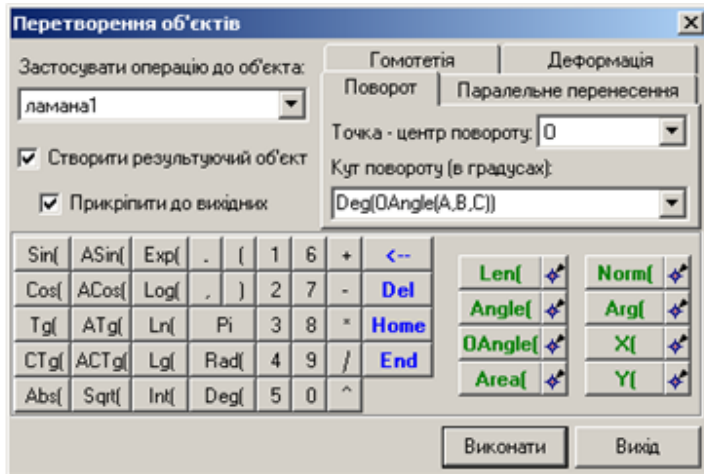 Перетворення об'єктів
Застосувати операцію до об'єкта:
ламана1
Створити результуючий об'єкт
Прикріпити до вихідних
Гомотетія Деформація
Поворот Паралельне перенесення
Точка - центр повороту: O
Кут повороту (в градусах):
Deg(OAngle(A,B,C))
Sin( ASin( Exp( . ( 1 6 + <--
Cos( ACos( Log( , ) 2 7 - Del
Tg( ATg( Ln( Pi 3 8 * Home
CTg( ACTg( Lg( Rad( 4 9 / End
Abs( Sqrt( Int( Deg( 5 0 ^
Len( Norm(
Angle( Arg(
OAngle( X(
Area( Y(
Виконати Вихід